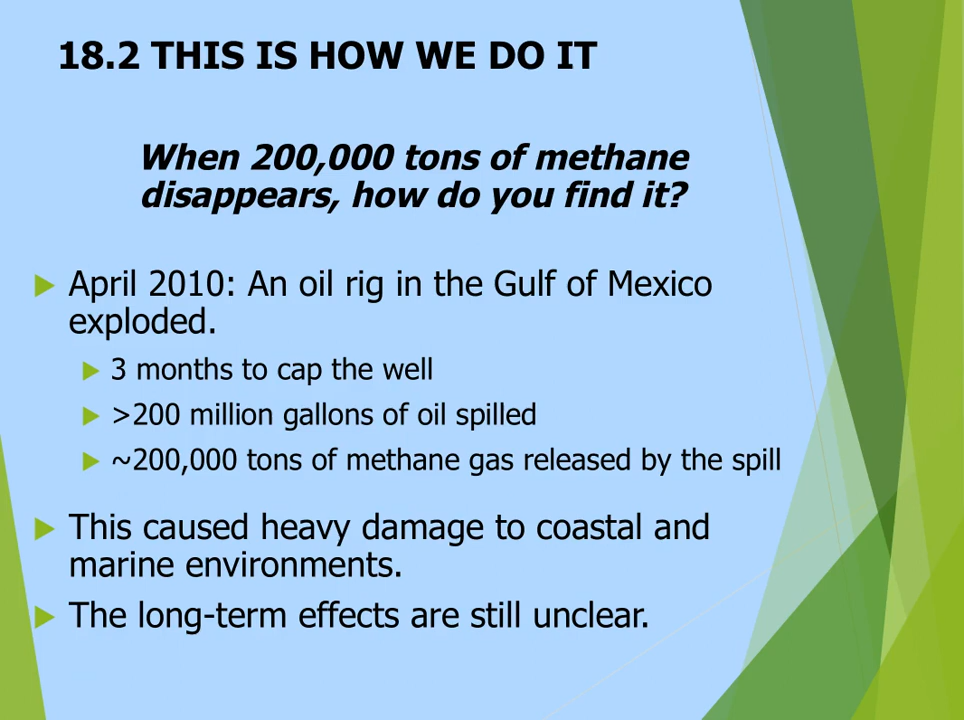 18.2 THIS IS HOW WE DO IT
When 200,000 tons of methane
disappears, how do you find it?
April 2010: An oil rig in the Gulf of Mexico
exploded.
3 months to cap the well
>200 million gallons of oil spilled
~200,000 tons of methane gas released by the spill
This caused heavy damage to coastal and
marine environments.
The long-term effects are still unclear.